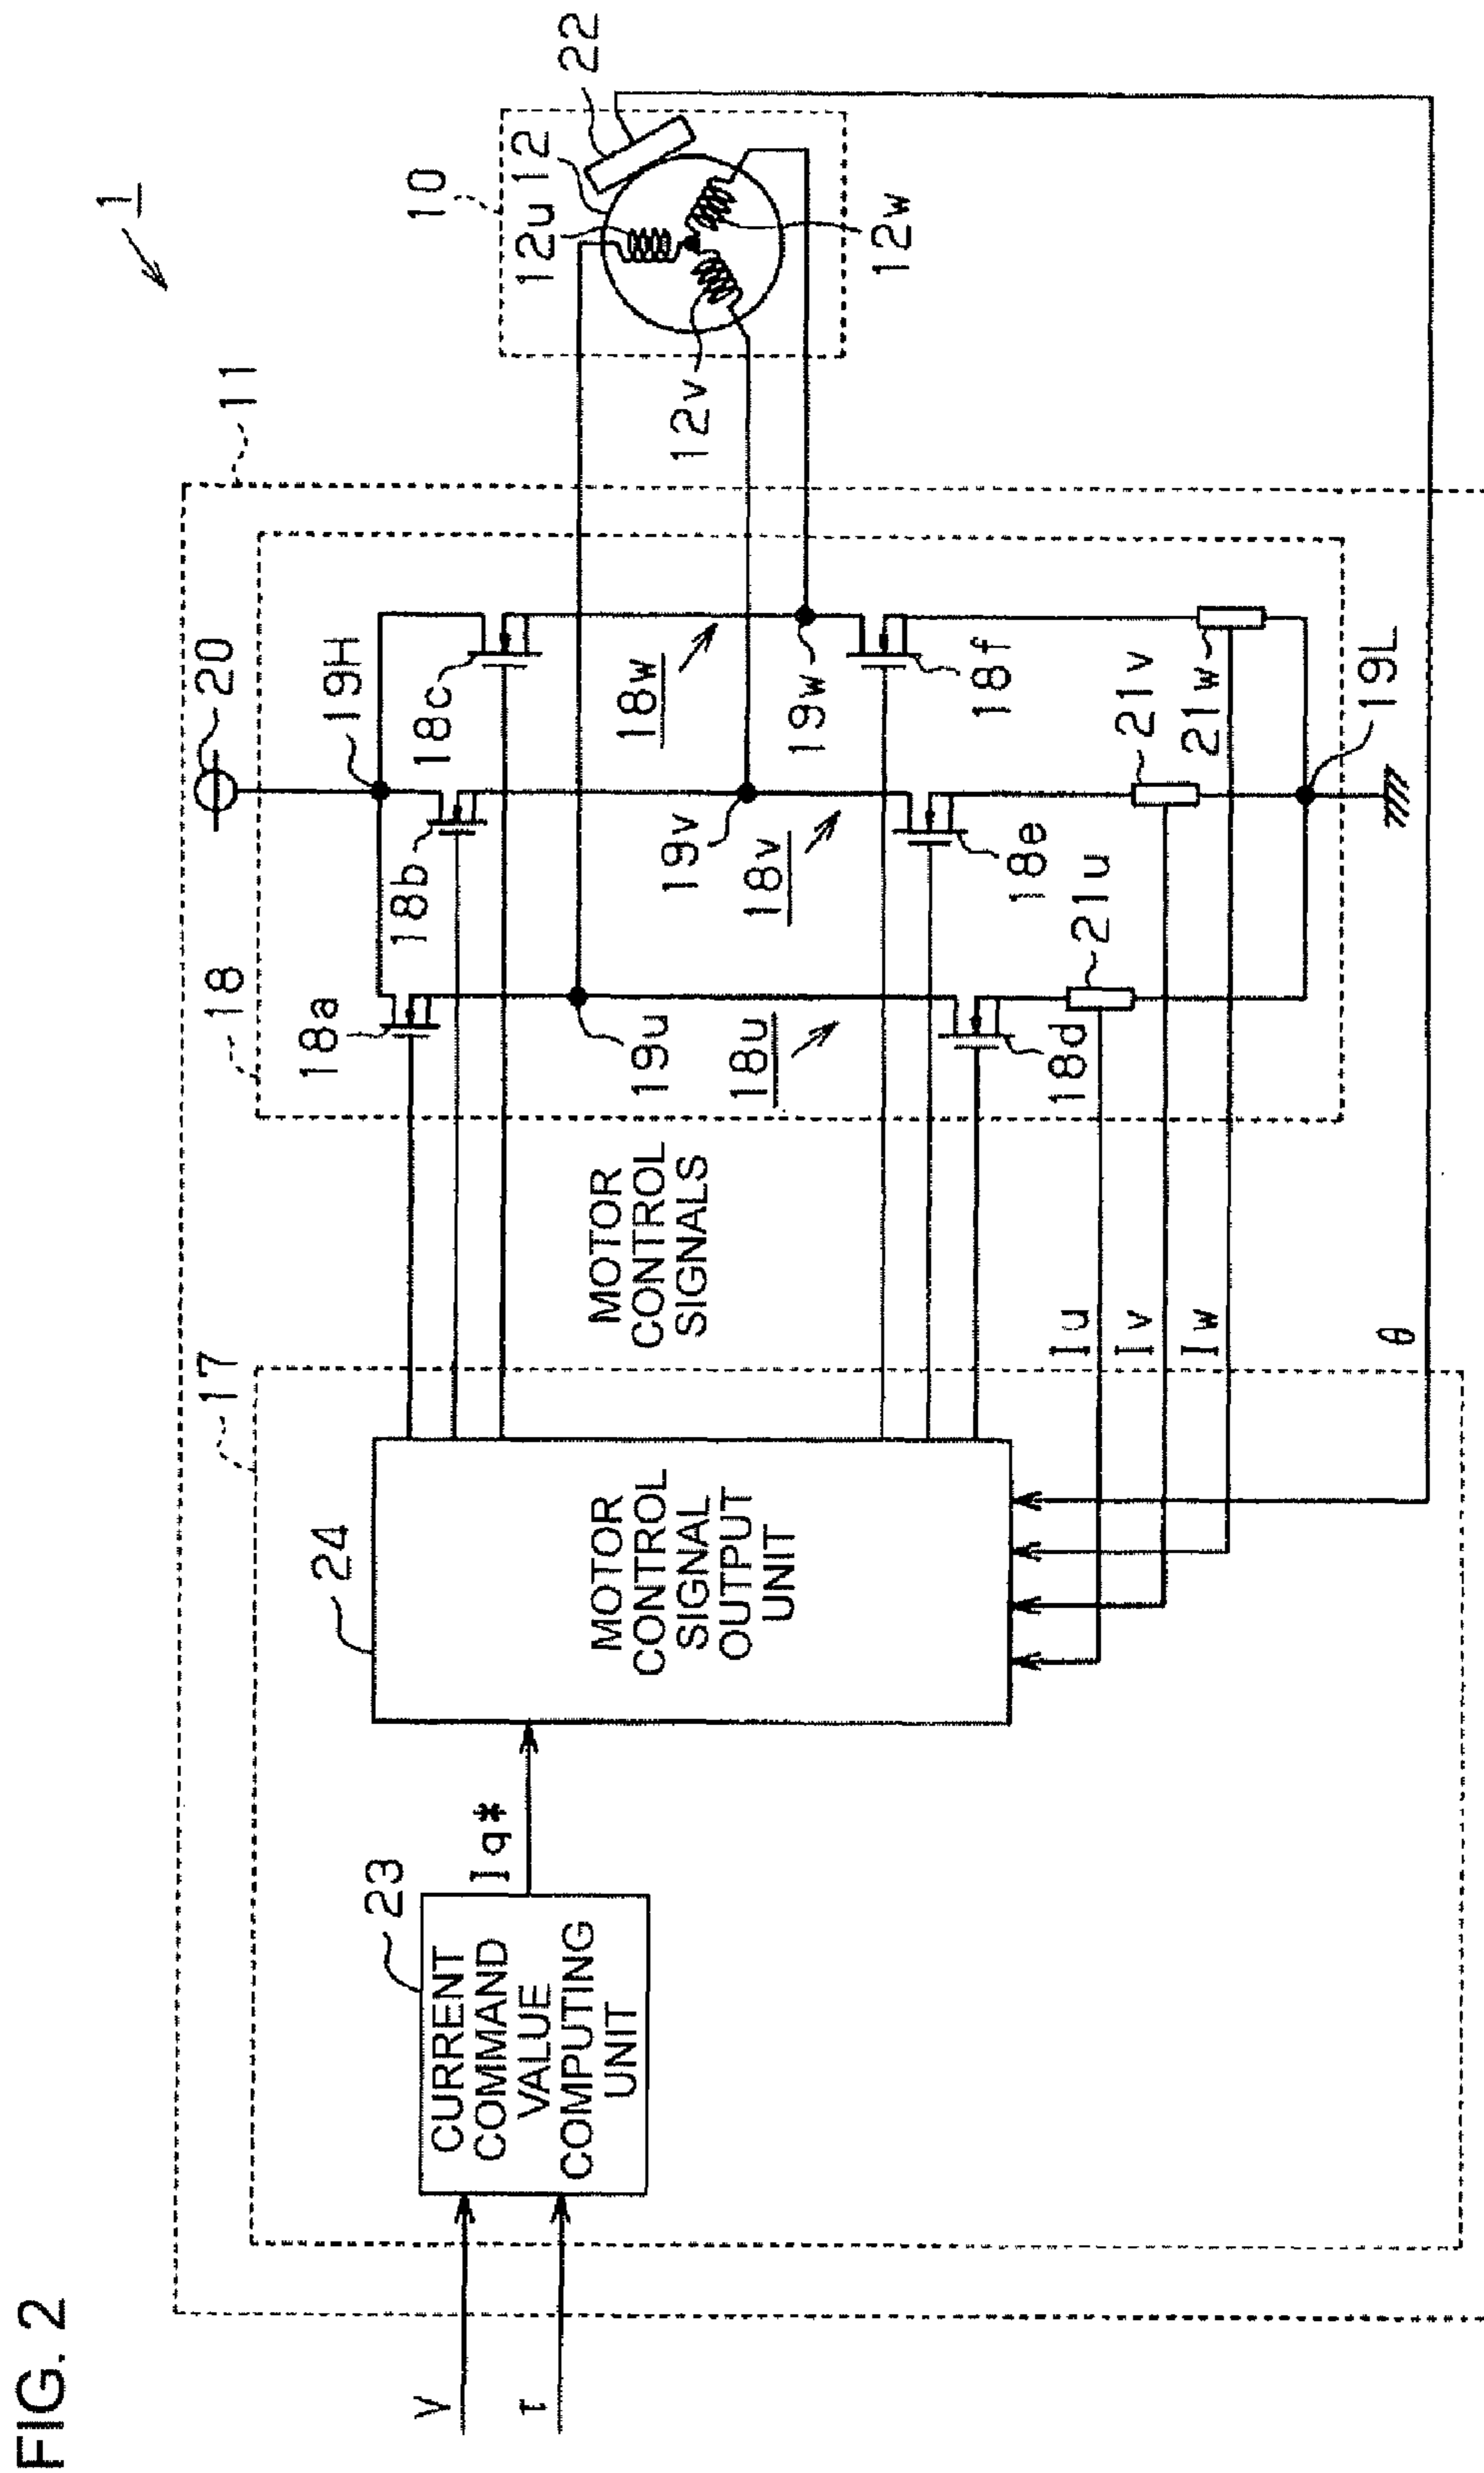 FIG. 2
1
11
17
23
CURRENT
COMMAND
VALUE
COMPUTING
UNIT
V
τ
Iq*
24
MOTOR
CONTROL
SIGNAL
OUTPUT
UNIT
MOTOR
CONTROL
SIGNALS
Iu
Iv
Iw
θ
18
20
19H
18a
18b
18c
19u
19v
19w
18u
18v
18w
18d
18e
18f
21u
21v
21w
19L
10
12
22
12u
12v
12w